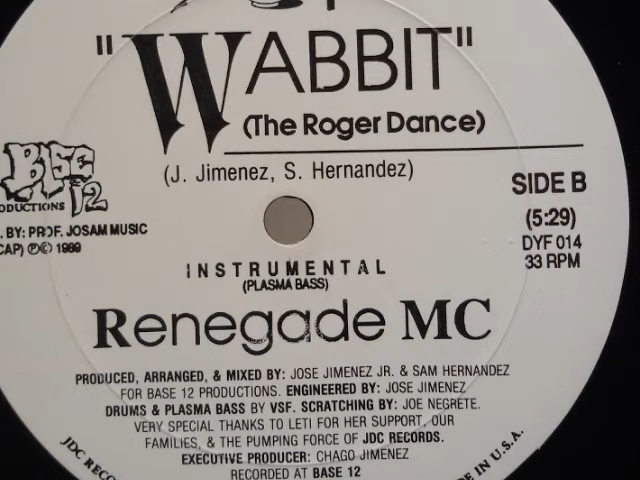 "WABBIT"
(The Roger Dance)
(J. Jimenez, S. Hernandez)
BASE 12
ODUCTIONS
. BY: PROF. JOSAM MUSIC
CAP) ℗© 1989
SIDE B
(5:29)
DYF 014
33 RPM
INSTRUMENTAL
(PLASMA BASS)
Renegade MC
PRODUCED, ARRANGED, & MIXED BY: JOSE JIMENEZ JR. & SAM HERNANDEZ
FOR BASE 12 PRODUCTIONS. ENGINEERED BY: JOSE JIMENEZ
DRUMS & PLASMA BASS BY VSF. SCRATCHING BY: JOE NEGRETE.
VERY SPECIAL THANKS TO LETI FOR HER SUPPORT, OUR
FAMILIES, & THE PUMPING FORCE OF JDC RECORDS.
EXECUTIVE PRODUCER: CHAGO JIMENEZ
RECORDED AT BASE 12
JDC RECO
E IN U.S.A.